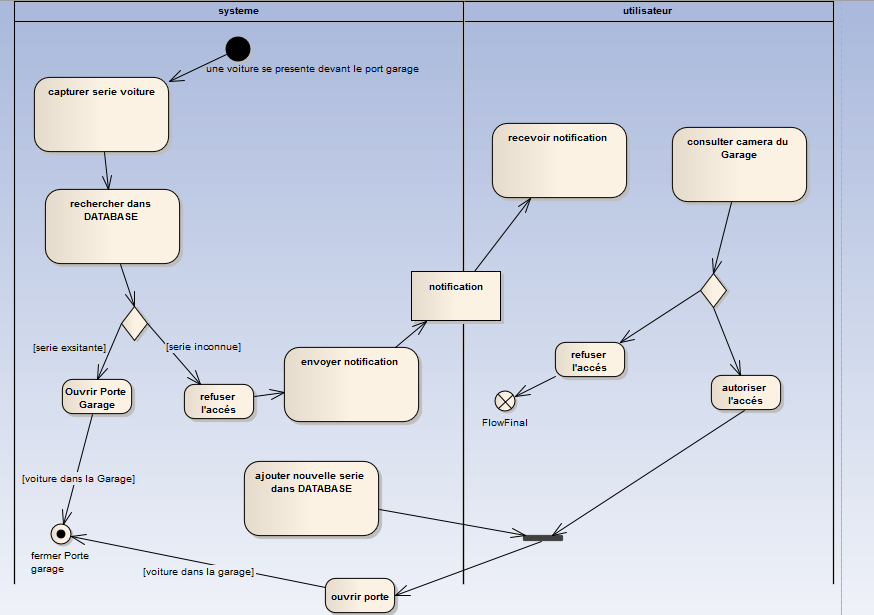 systeme
utilisateur
une voiture se presente devant le port garage
capturer serie voiture
recevoir notification
consulter camera du
Garage
rechercher dans
DATABASE
notification
[serie exsitante]
[serie inconnue]
envoyer notification
refuser
l'accés
Ouvrir Porte
Garage
refuser
l'accés
autoriser
l'accés
FlowFinal
[voiture dans la Garage]
ajouter nouvelle serie
dans DATABASE
fermer Porte
garage
[voiture dans la garage]
ouvrir porte